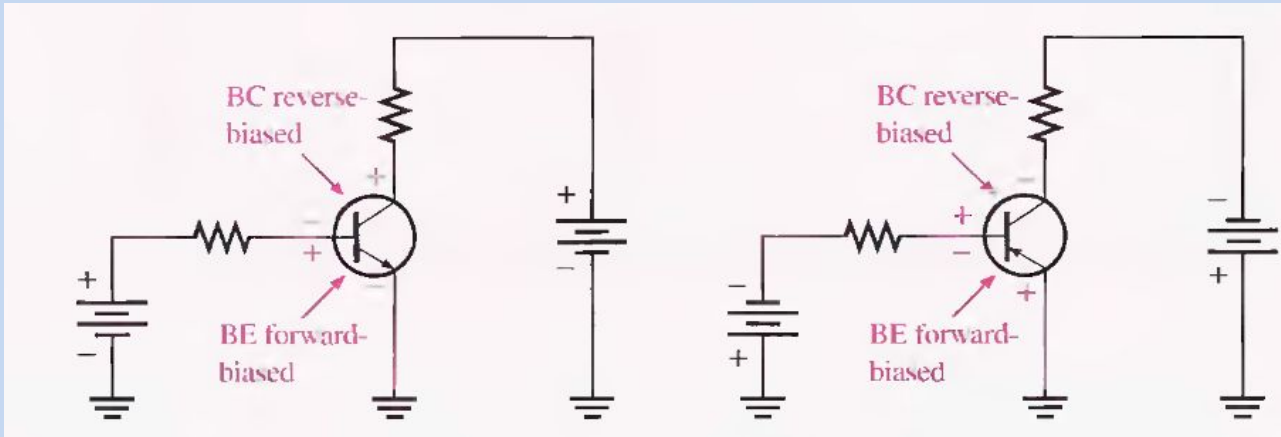 BC reverse-
biased
+
−
+
−
+
−
+
−
BE forward-
biased
BC reverse-
biased
−
+
−
+
−
+
−
+
BE forward-
biased